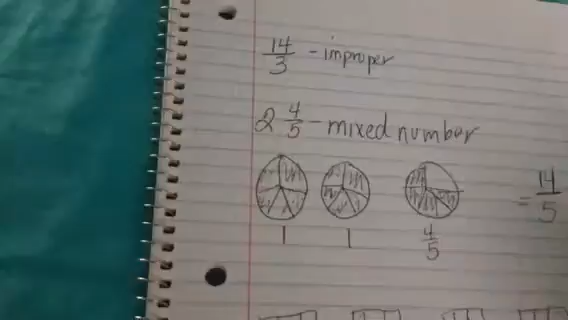 14/3 - improper
2 4/5 - mixed number
1 1 4/5 = 14/5